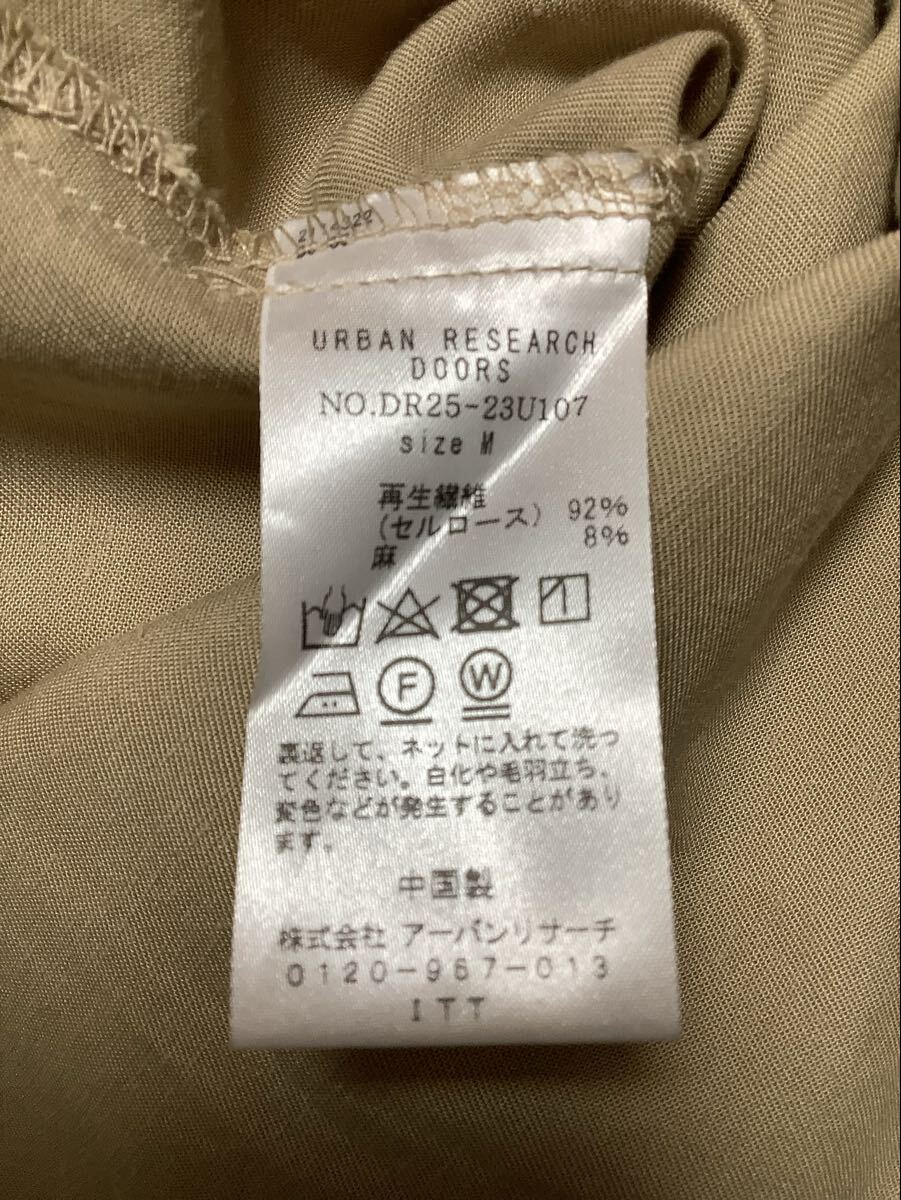 URBAN RESEARCH
DOORS
NO.DR25-23U107
size M
再生繊維
(セルロース) 92%
麻 8%
F W
裏返して、ネットに入れて洗っ
てください。白化や毛羽立ち、
変色などが発生することがあり
ます。
中国製
株式会社 アーバンリサーチ
0120-967-013
ITT